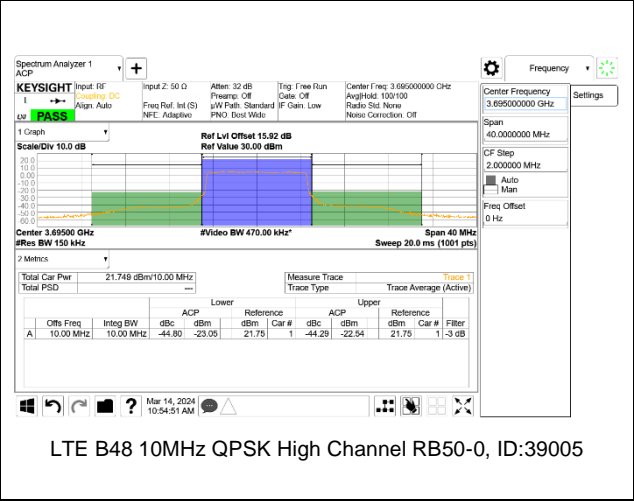 Spectrum Analyzer 1
ACP
+
Frequency
KEYSIGHT Input: RF Input Z: 50 Ω Atten: 32 dB Trig: Free Run Center Freq: 3.695000000 GHz
Coupling: DC Preamp: Off Gate: Off Avg|Hold: 100/100
Align: Auto Freq Ref: Int (S) µW Path: Standard IF Gain: Low Radio Std: None
PASS NFE: Adaptive PNO: Best Wide Noise Correction: Off
Center Frequency
3.695000000 GHz
Settings
Span
40.0000000 MHz
CF Step
2.000000 MHz
Auto
Man
Freq Offset
0 Hz
1 Graph
Ref Lvl Offset 15.92 dB
Scale/Div 10.0 dB Ref Value 30.00 dBm
20.0
10.0
0.00
-10.0
-20.0
-30.0
-40.0
-50.0
-60.0
Center 3.69500 GHz #Video BW 470.00 kHz* Span 40 MHz
#Res BW 150 kHz Sweep 20.0 ms (1001 pts)
2 Metrics
Total Car Pwr 21.749 dBm/10.00 MHz Measure Trace Trace 1
Total PSD --- Trace Type Trace Average (Active)
Lower Upper
ACP Reference ACP Reference
Offs Freq Integ BW dBc dBm dBm Car # dBc dBm dBm Car # Filter
A 10.00 MHz 10.00 MHz -44.80 -23.05 21.75 1 -44.29 -22.54 21.75 1 -3 dB
Mar 14, 2024
10:54:51 AM
LTE B48 10MHz QPSK High Channel RB50-0, ID:39005